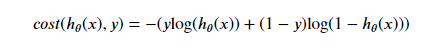 cost(hθ(x), y) = −(ylog(hθ(x)) + (1 − y)log(1 − hθ(x)))